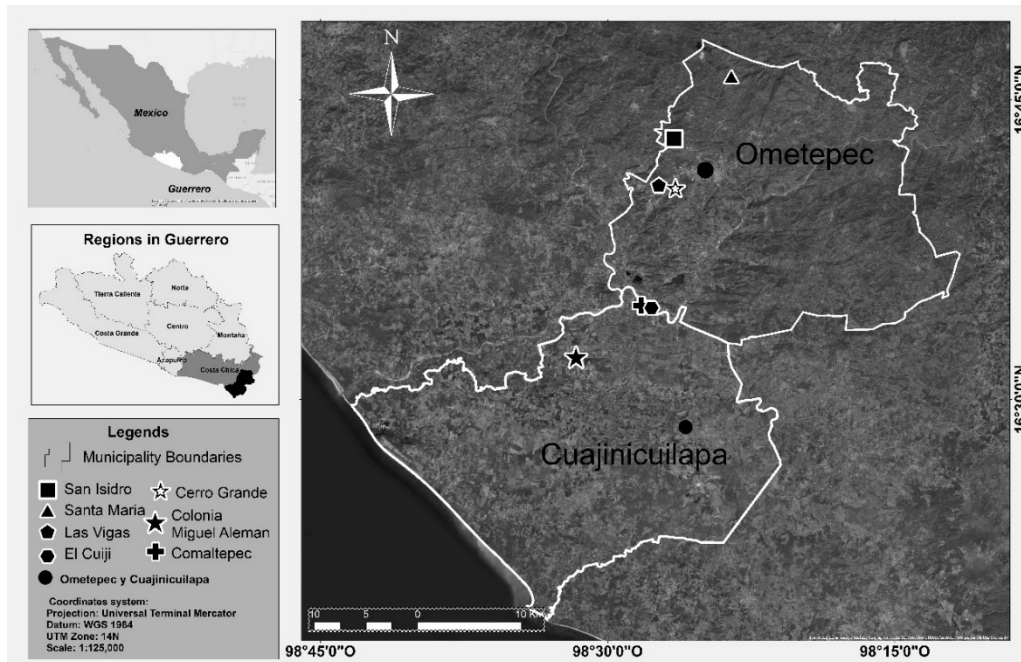 Mexico
Guerrero
Regions in Guerrero
Tierra Caliente
Norte
Costa Grande
Centro
Montaña
Acapulco
Costa Chica
Legends
Municipality Boundaries
San Isidro
Cerro Grande
Santa Maria
Colonia
Miguel Aleman
Las Vigas
El Cuiji
Comaltepec
Ometepec y Cuajinicuilapa
Coordinates system:
Projection: Universal Terminal Mercator
Datum: WGS 1984
UTM Zone: 14N
Scale: 1:125,000
N
Ometepec
Cuajinicuilapa
10 5 0 10 Km
98°45'0"O 98°30'0"O 98°15'0"O
16°45'0"N
16°30'0"N